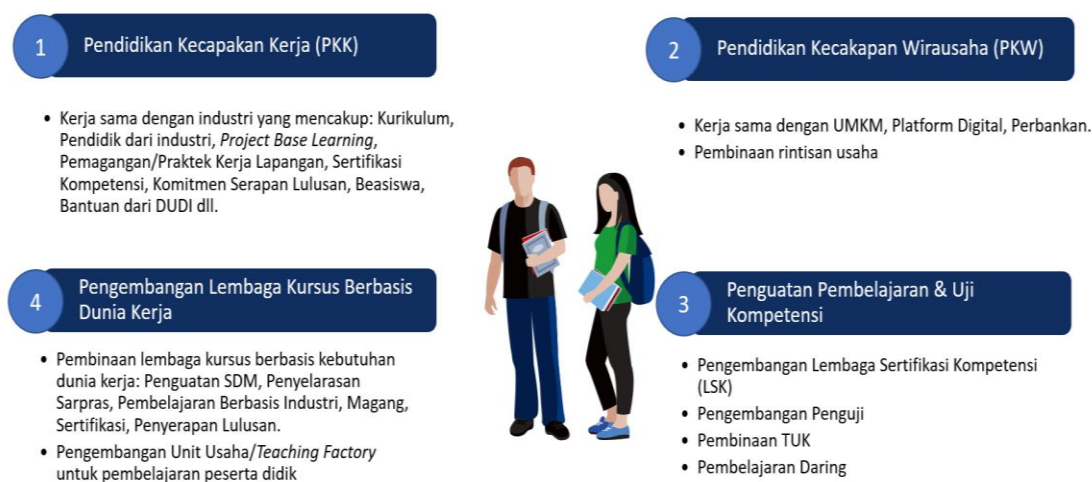 1
Pendidikan Kecapakan Kerja (PKK)
• Kerja sama dengan industri yang mencakup: Kurikulum,
Pendidik dari industri, Project Base Learning,
Pemagangan/Praktek Kerja Lapangan, Sertifikasi
Kompetensi, Komitmen Serapan Lulusan, Beasiswa,
Bantuan dari DUDI dll.
2
Pendidikan Kecakapan Wirausaha (PKW)
• Kerja sama dengan UMKM, Platform Digital, Perbankan.
• Pembinaan rintisan usaha
3
Penguatan Pembelajaran & Uji
Kompetensi
• Pengembangan Lembaga Sertifikasi Kompetensi
(LSK)
• Pengembangan Penguji
• Pembinaan TUK
• Pembelajaran Daring
4
Pengembangan Lembaga Kursus Berbasis
Dunia Kerja
• Pembinaan lembaga kursus berbasis kebutuhan
dunia kerja: Penguatan SDM, Penyelarasan
Sarpras, Pembelajaran Berbasis Industri, Magang,
Sertifikasi, Penyerapan Lulusan.
• Pengembangan Unit Usaha/Teaching Factory
untuk pembelajaran peserta didik